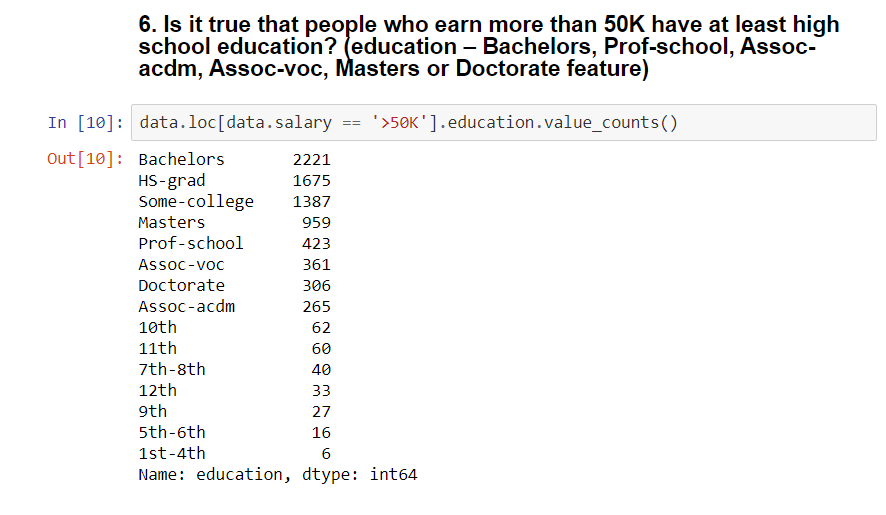 6. Is it true that people who earn more than 50K have at least high
school education? (education – Bachelors, Prof-school, Assoc-
acdm, Assoc-voc, Masters or Doctorate feature)
In [10]: data.loc[data.salary == '>50K'].education.value_counts()
Out[10]: Bachelors 2221
HS-grad 1675
Some-college 1387
Masters 959
Prof-school 423
Assoc-voc 361
Doctorate 306
Assoc-acdm 265
10th 62
11th 60
7th-8th 40
12th 33
9th 27
5th-6th 16
1st-4th 6
Name: education, dtype: int64